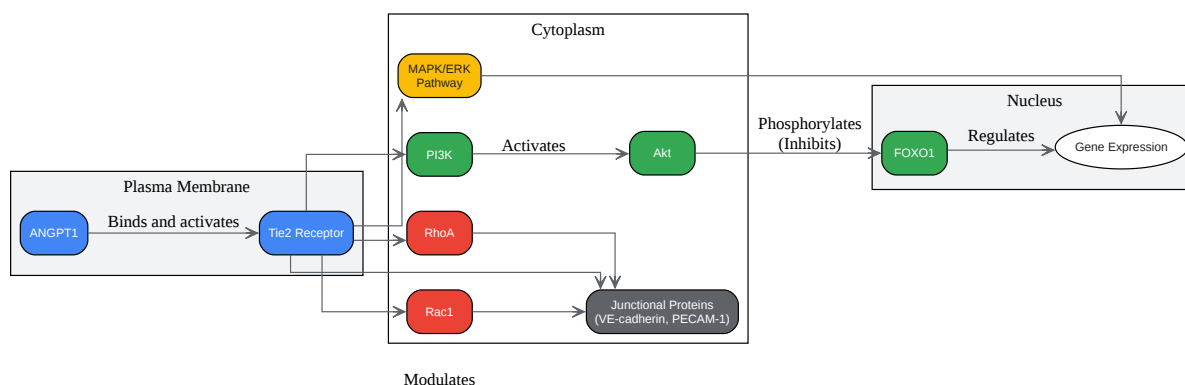 Cytoplasm
MAPK/ERK
Pathway
Nucleus
Phosphorylates
(Inhibits)
PI3K
Activates
Akt
FOXO1
Regulates
Gene Expression
Plasma Membrane
ANGPT1
Binds and activates
Tie2 Receptor
RhoA
Rac1
Junctional Proteins
(VE-cadherin, PECAM-1)
Modulates